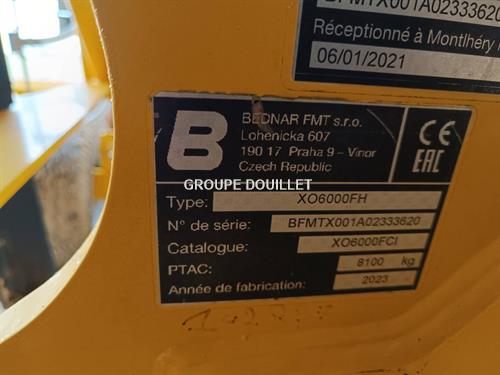 BFMTX001A02333620
Réceptionné à Montlhéry
06/01/2021
B
BEDNAR FMT s.r.o.
Lohenicka 607
190 17 Praha 9 – Vinor
Czech Republic
CE
EAC
GROUPE DOUILLET
Type: XO6000FH
N° de série: BFMTX001A02333620
Catalogue: XO6000FCI
PTAC: 8100 kg
Année de fabrication: 2023